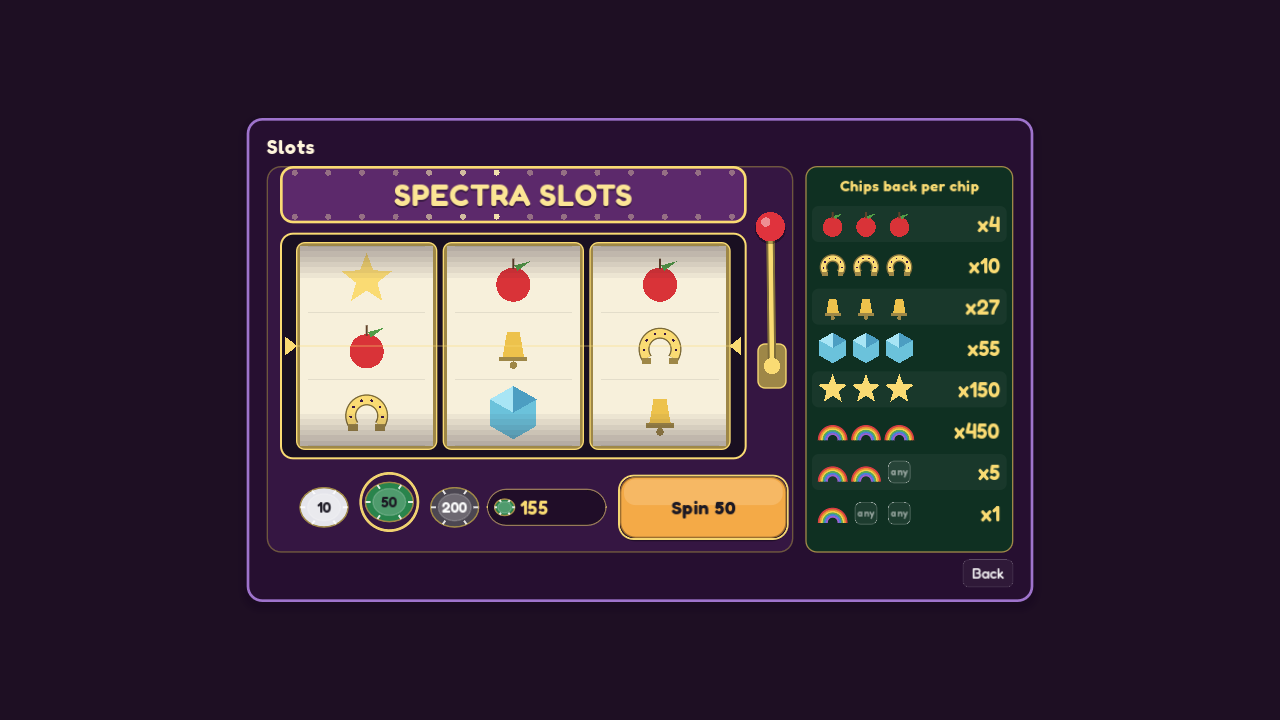 Slots
SPECTRA SLOTS
10
50
200
155
Spin 50
Chips back per chip
x4
x10
x27
x55
x150
x450
any x5
any any x1
Back